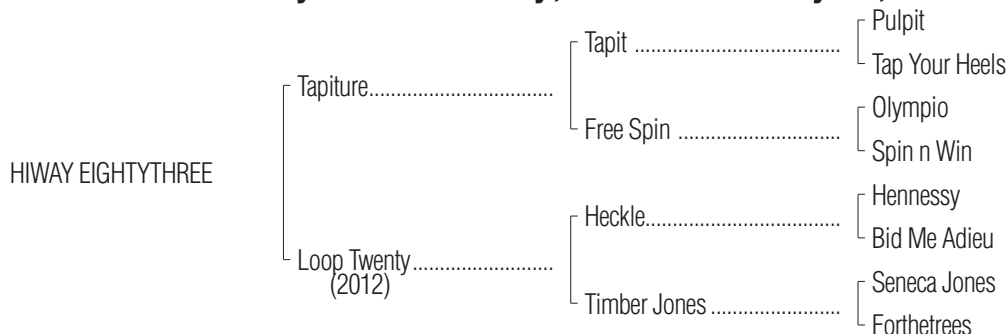 Pulpit
Tapit ..........................................
Tap Your Heels
Tapiture.....................................
Olympio
Free Spin .................................
Spin n Win
HIWAY EIGHTYTHREE
Hennessy
Heckle.......................................
Bid Me Adieu
Loop Twenty............................
(2012)
Seneca Jones
Timber Jones ..........................
Forthetrees